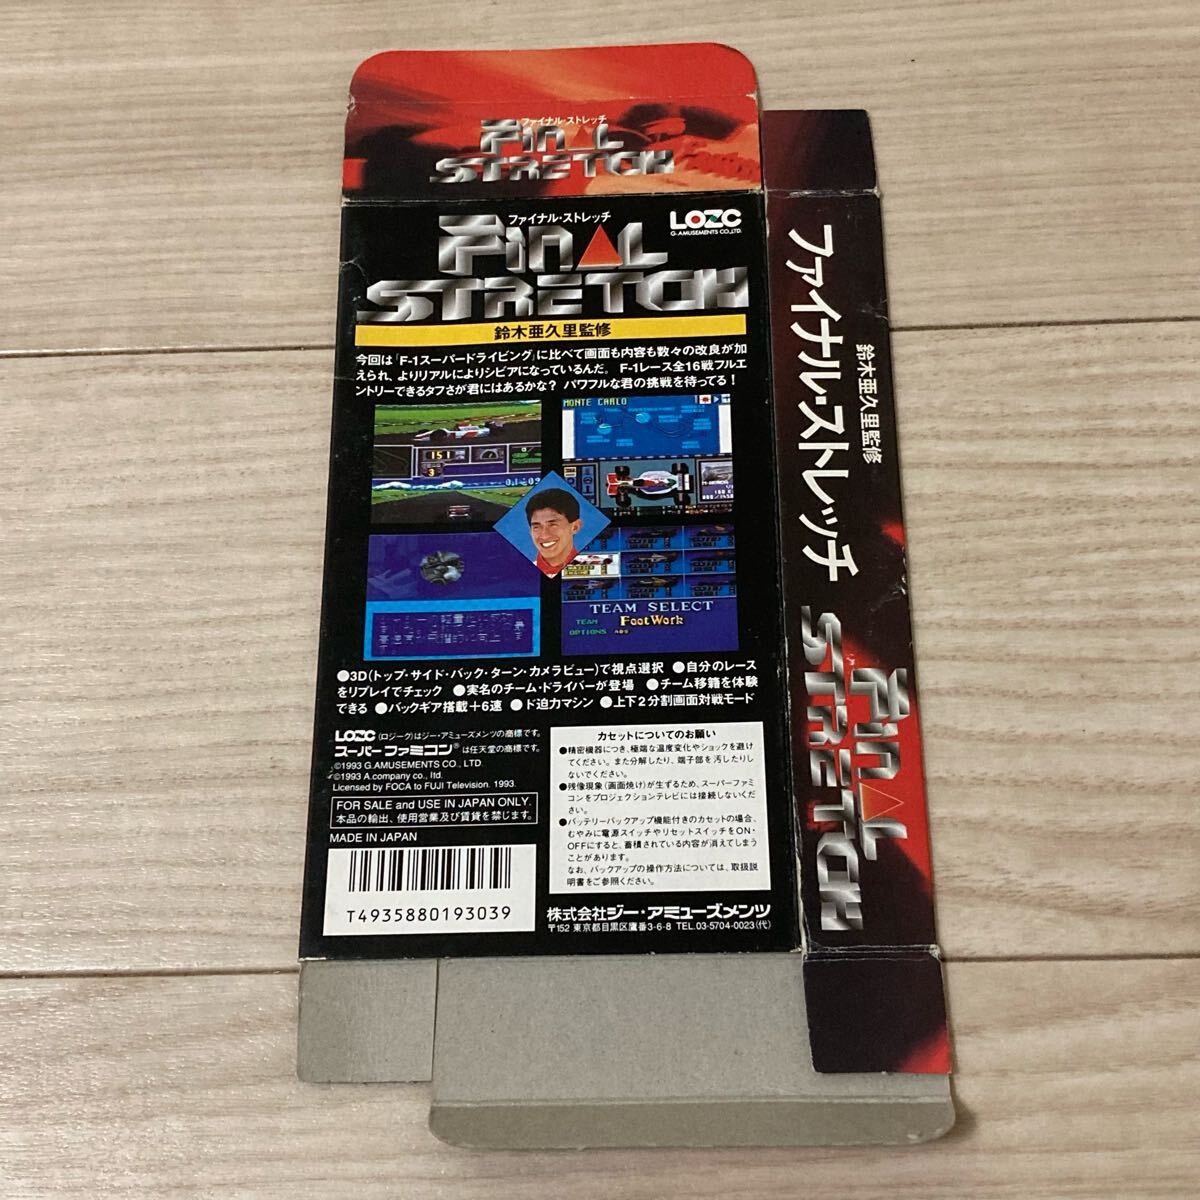 ファイナル・ストレッチ
FINAL
STRETCH
ファイナル・ストレッチ
FINAL
STRETCH
LOZC
G-AMUSEMENTS CO.,LTD.
鈴木亜久里監修
今回は「F-1スーパードライビング」に比べて画面も内容も数々の改良が加
えられ、よりリアルによりシビアになっているんだ。F-1レース全16戦フルエ
ントリーできるタフさが君にはあるかな? パワフルな君の挑戦を待ってる!
151
3
MONTE CARLO
TEAM SELECT
TEAM FootWork
OPTIONS
●3D(トップ・サイド・バック・ターン・カメラビュー)で視点選択 ●自分のレース
をリプレイでチェック ●実名のチーム・ドライバーが登場 ●チーム移籍を体験
できる ●バックギア搭載+6速 ●ド迫力マシン ●上下2分割画面対戦モード
LOZC (ロジーク)はジー・アミューズメンツの商標です。
スーパーファミコン®は任天堂の商標です。
©1993 G.AMUSEMENTS CO., LTD.
©1993 A.company co., ltd.
Licensed by FOCA to FUJI Television. 1993.
FOR SALE and USE IN JAPAN ONLY.
本品の輸出、使用営業及び賃貸を禁じます。
MADE IN JAPAN
T4935880193039
カセットについてのお願い
●精密機器につき、極端な温度変化やショックを避け
てください。また分解したり、端子部を汚したりし
ないでください。
●残像現象(画面焼け)が生ずるため、スーパーファミ
コンをプロジェクションテレビには接続しないくださ
い。
●バッテリーバックアップ機能付きのカセットの場合、
むやみに電源スイッチやリセットスイッチをON・
OFFにすると、蓄積されている内容が消えてしまう
ことがあります。
なお、バックアップの操作方法については、取扱説
明書をご参照ください。
株式会社ジー・アミューズメンツ
〒152 東京都目黒区鷹番3-6-8 TEL.03-5704-0023(代)
鈴木亜久里監修
ファイナル・ストレッチ
FINAL
STRETCH